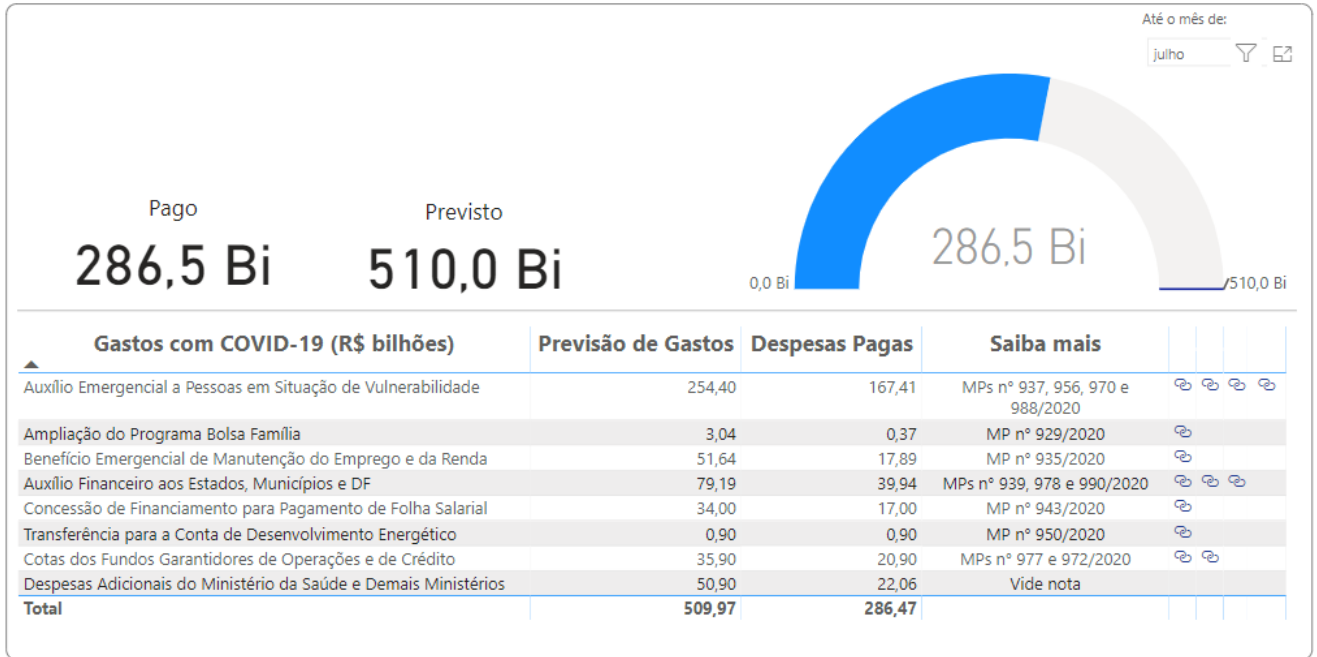 Até o mês de:
julho
Pago
286,5 Bi
Previsto
510,0 Bi
286,5 Bi
0,0 Bi
510,0 Bi
Gastos com COVID-19 (R$ bilhões) Previsão de Gastos Despesas Pagas Saiba mais
Auxílio Emergencial a Pessoas em Situação de Vulnerabilidade 254,40 167,41 MPs n° 937, 956, 970 e
988/2020
Ampliação do Programa Bolsa Família 3,04 0,37 MP n° 929/2020
Benefício Emergencial de Manutenção do Emprego e da Renda 51,64 17,89 MP n° 935/2020
Auxílio Financeiro aos Estados, Municípios e DF 79,19 39,94 MPs n° 939, 978 e 990/2020
Concessão de Financiamento para Pagamento de Folha Salarial 34,00 17,00 MP n° 943/2020
Transferência para a Conta de Desenvolvimento Energético 0,90 0,90 MP n° 950/2020
Cotas dos Fundos Garantidores de Operações e de Crédito 35,90 20,90 MPs n° 977 e 972/2020
Despesas Adicionais do Ministério da Saúde e Demais Ministérios 50,90 22,06 Vide nota
Total 509,97 286,47